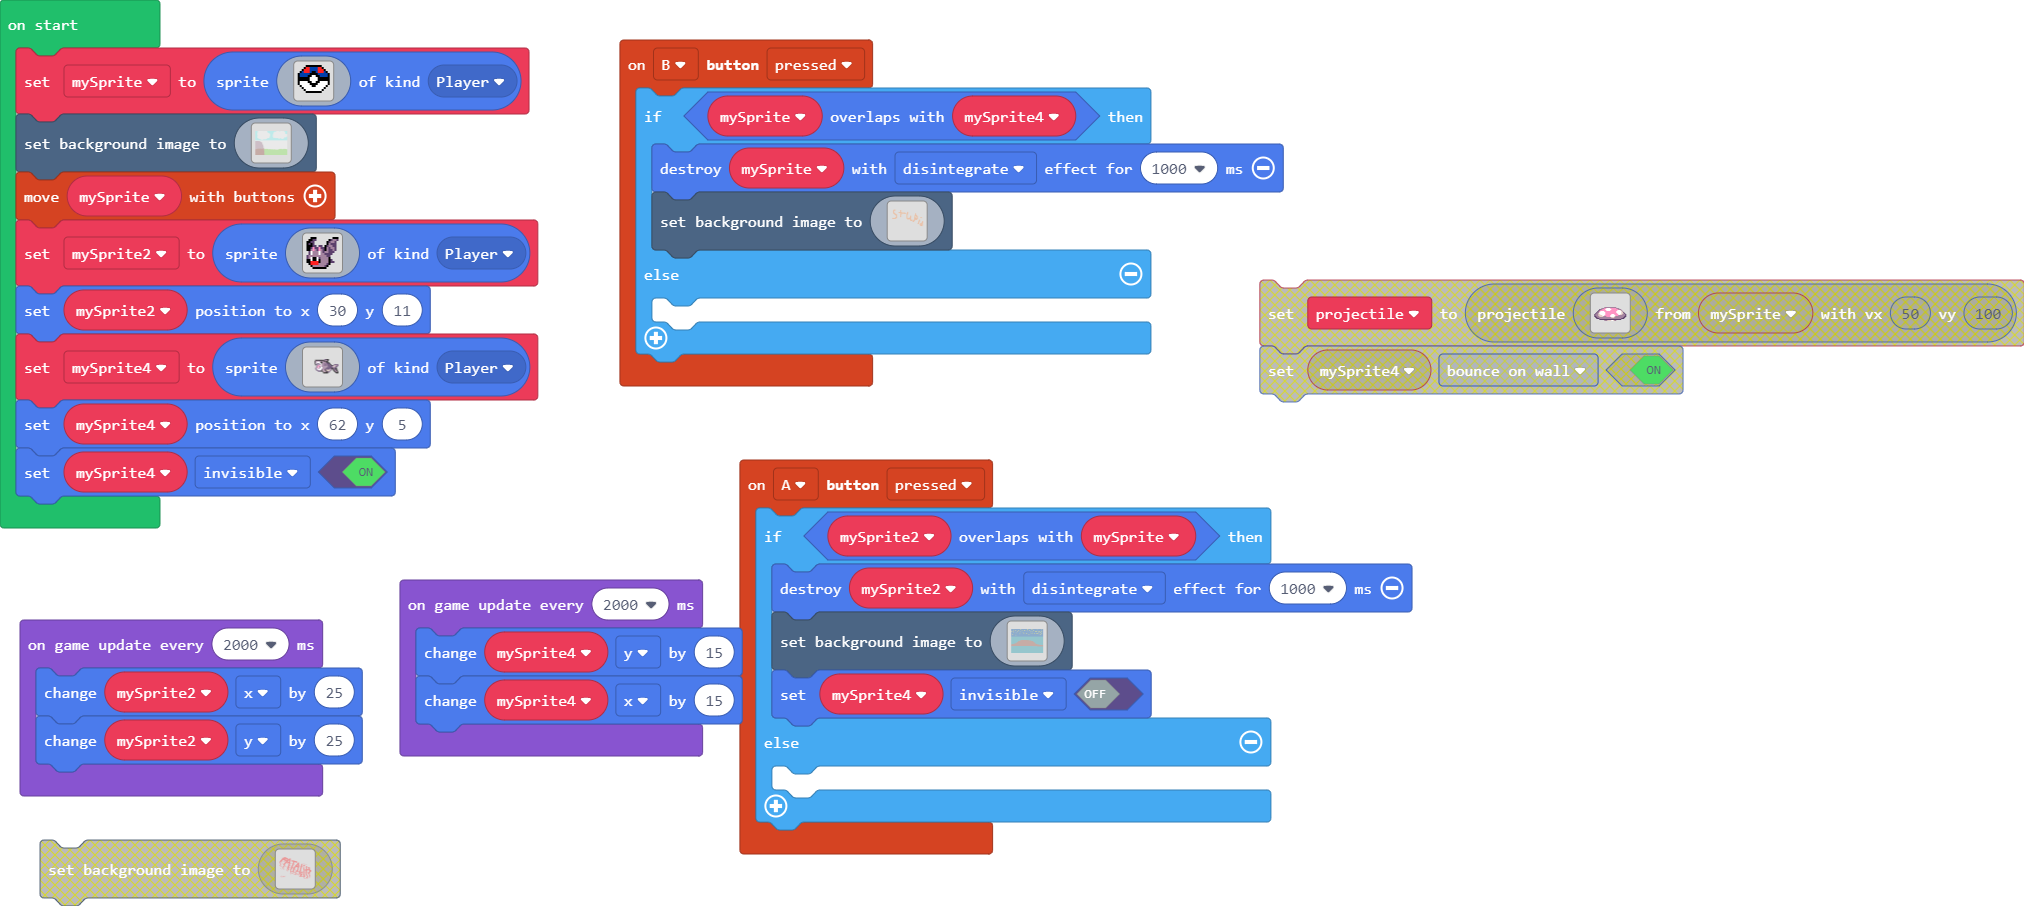 on start
set mySprite to sprite of kind Player
set background image to
move mySprite with buttons
set mySprite2 to sprite of kind Player
set mySprite2 position to x 30 y 11
set mySprite4 to sprite of kind Player
set mySprite4 position to x 62 y 5
set mySprite4 invisible ON
on B button pressed
if mySprite overlaps with mySprite4 then
destroy mySprite with disintegrate effect for 1000 ms
set background image to
else
set projectile to projectile from mySprite with vx 50 vy 100
set mySprite4 bounce on wall ON
on A button pressed
if mySprite2 overlaps with mySprite then
destroy mySprite2 with disintegrate effect for 1000 ms
set background image to
set mySprite4 invisible OFF
else
on game update every 2000 ms
change mySprite4 y by 15
change mySprite4 x by 15
on game update every 2000 ms
change mySprite2 x by 25
change mySprite2 y by 25
set background image to